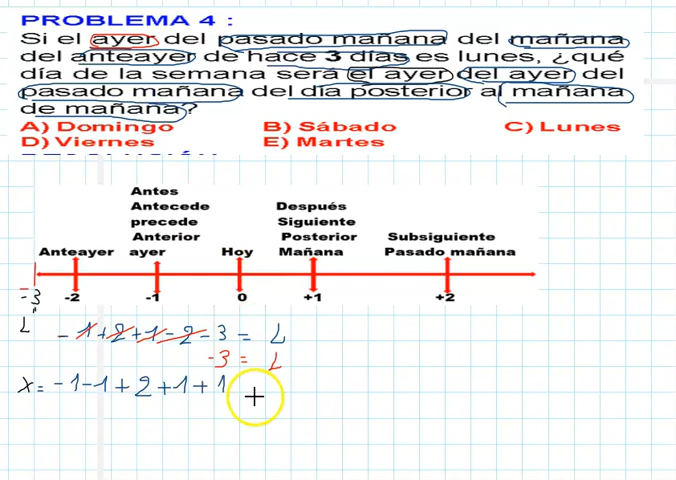 PROBLEMA 4 :
Si el ayer del pasado mañana del mañana
del anteayer de hace 3 días es lunes, ¿qué
día de la semana será el ayer del ayer del
pasado mañana del día posterior al mañana
de mañana?
A) Domingo B) Sábado C) Lunes
D) Viernes E) Martes
Antes
Antecede Después
precede Siguiente
Anterior Posterior Subsiguiente
Anteayer ayer Hoy Mañana Pasado mañana
-3 -2 -1 0 +1 +2
L
-1+2+1-2-3 = L
-3 = L
x = -1-1+2+1+1